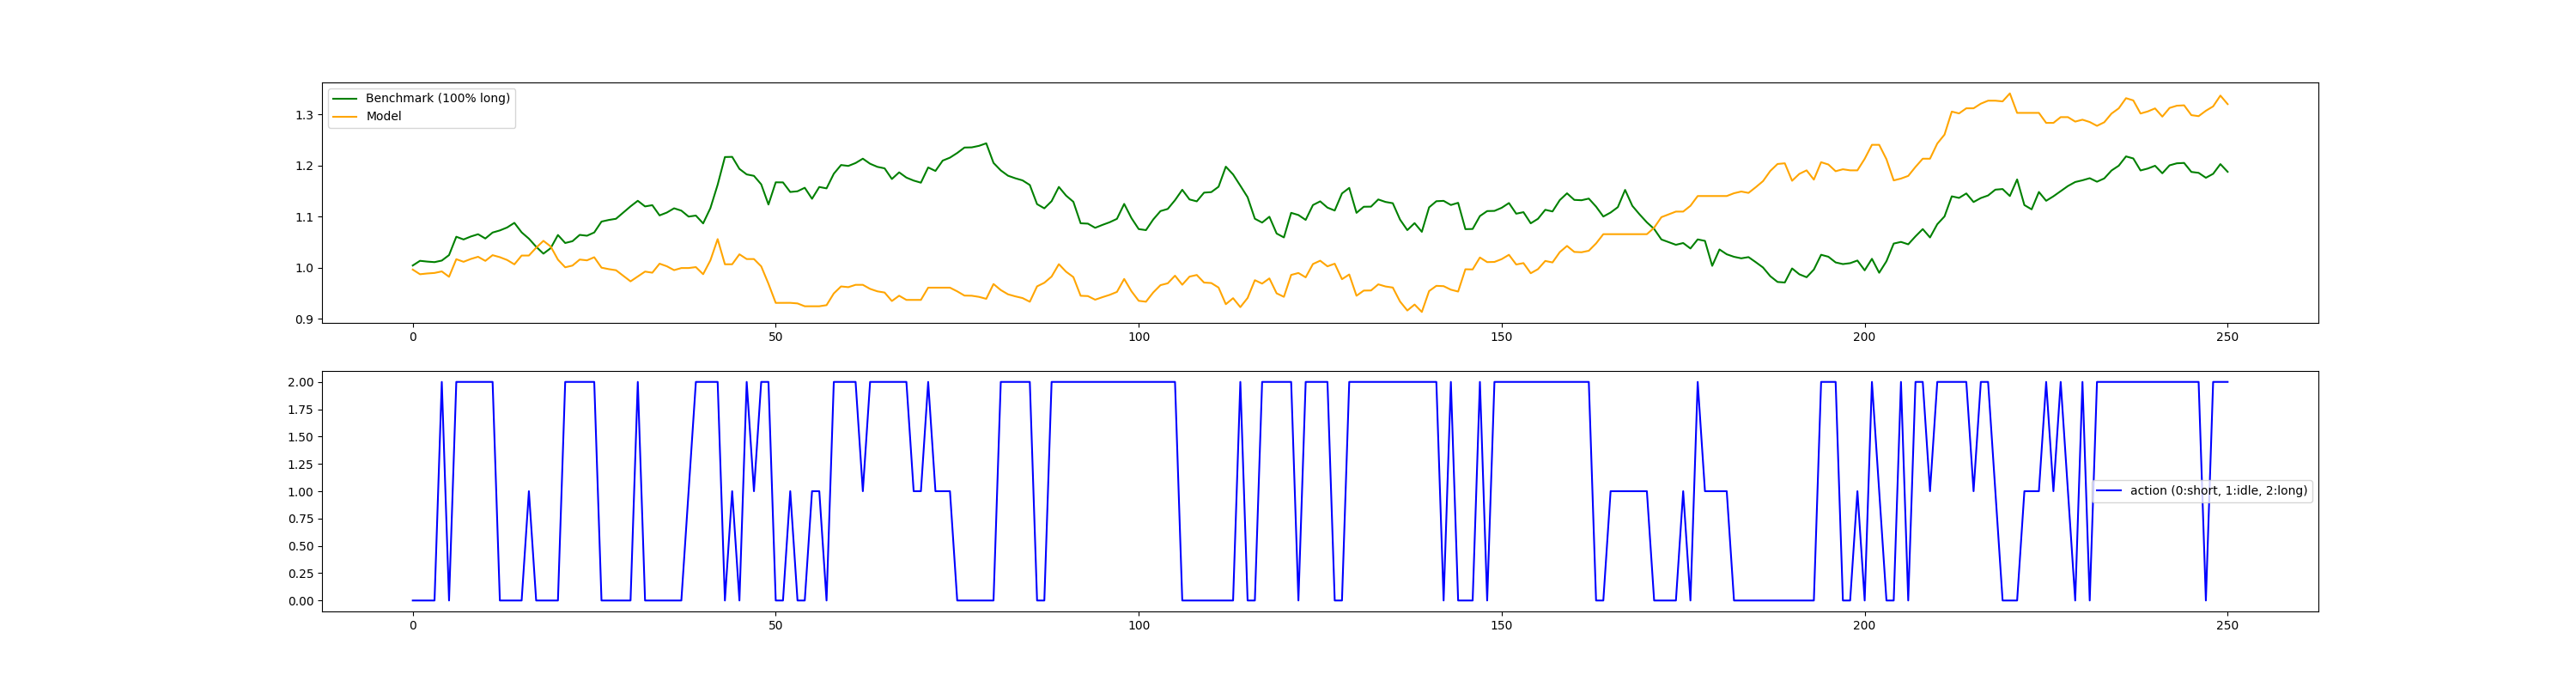 Benchmark (100% long)
Model
1.3
1.2
1.1
1.0
0.9
0 50 100 150 200 250
2.00
1.75
1.50
1.25
1.00
0.75
0.50
0.25
0.00
action (0:short, 1:idle, 2:long)
0 50 100 150 200 250